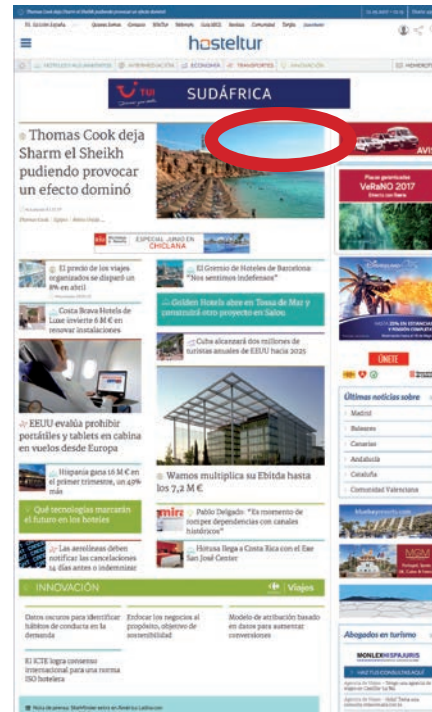 hosteltur
TUI
SUDÁFRICA
Thomas Cook deja
Sharm el Sheikh
pudiendo provocar
un efecto dominó
ESPECIAL JUNIO EN
CHICLANA
El precio de los viajes
organizados se disparó un
8% en abril
El Gremio de Hoteles de Barcelona:
"Nos sentimos indefensos"
Costa Brava Hotels de
Luxe invierte 6 M € en
renovar instalaciones
Golden Hotels abre en Tossa de Mar y
construirá otro proyecto en Salou
Cuba alcanzará dos millones de
turistas anuales de EEUU hacia 2025
EEUU evalúa prohibir
portátiles y tablets en cabina
en vuelos desde Europa
Wamos multiplica su Ebitda hasta
los 7,2 M €
Hispania gana 16 M € en
el primer trimestre, un 49%
más
Qué tecnologías marcarán
el futuro en los hoteles
Pablo Delgado: "Es momento de
romper dependencias con canales
históricos"
Las aerolíneas deben
notificar las cancelaciones
14 días antes o indemnizar
Hotusa llega a Costa Rica con el Exe
San José Center
INNOVACIÓN
Viajes
Datos oscuros para identificar
hábitos de conducta en la
demanda
Enfocar los negocios al
propósito, objetivo de
sostenibilidad
Modelo de atribución basado
en datos para aumentar
conversiones
El ICTE logra consenso
internacional para una norma
ISO hotelera
AVIS
Plazas garantizadas
VeRaNO 2017
ÚNETE
Últimas noticias sobre
Madrid
Baleares
Canarias
Andalucía
Cataluña
Comunidad Valenciana
MGM
Abogados en turismo
MONLEXHISPAJURIS
HAZ TUS CONSULTAS AQUÍ